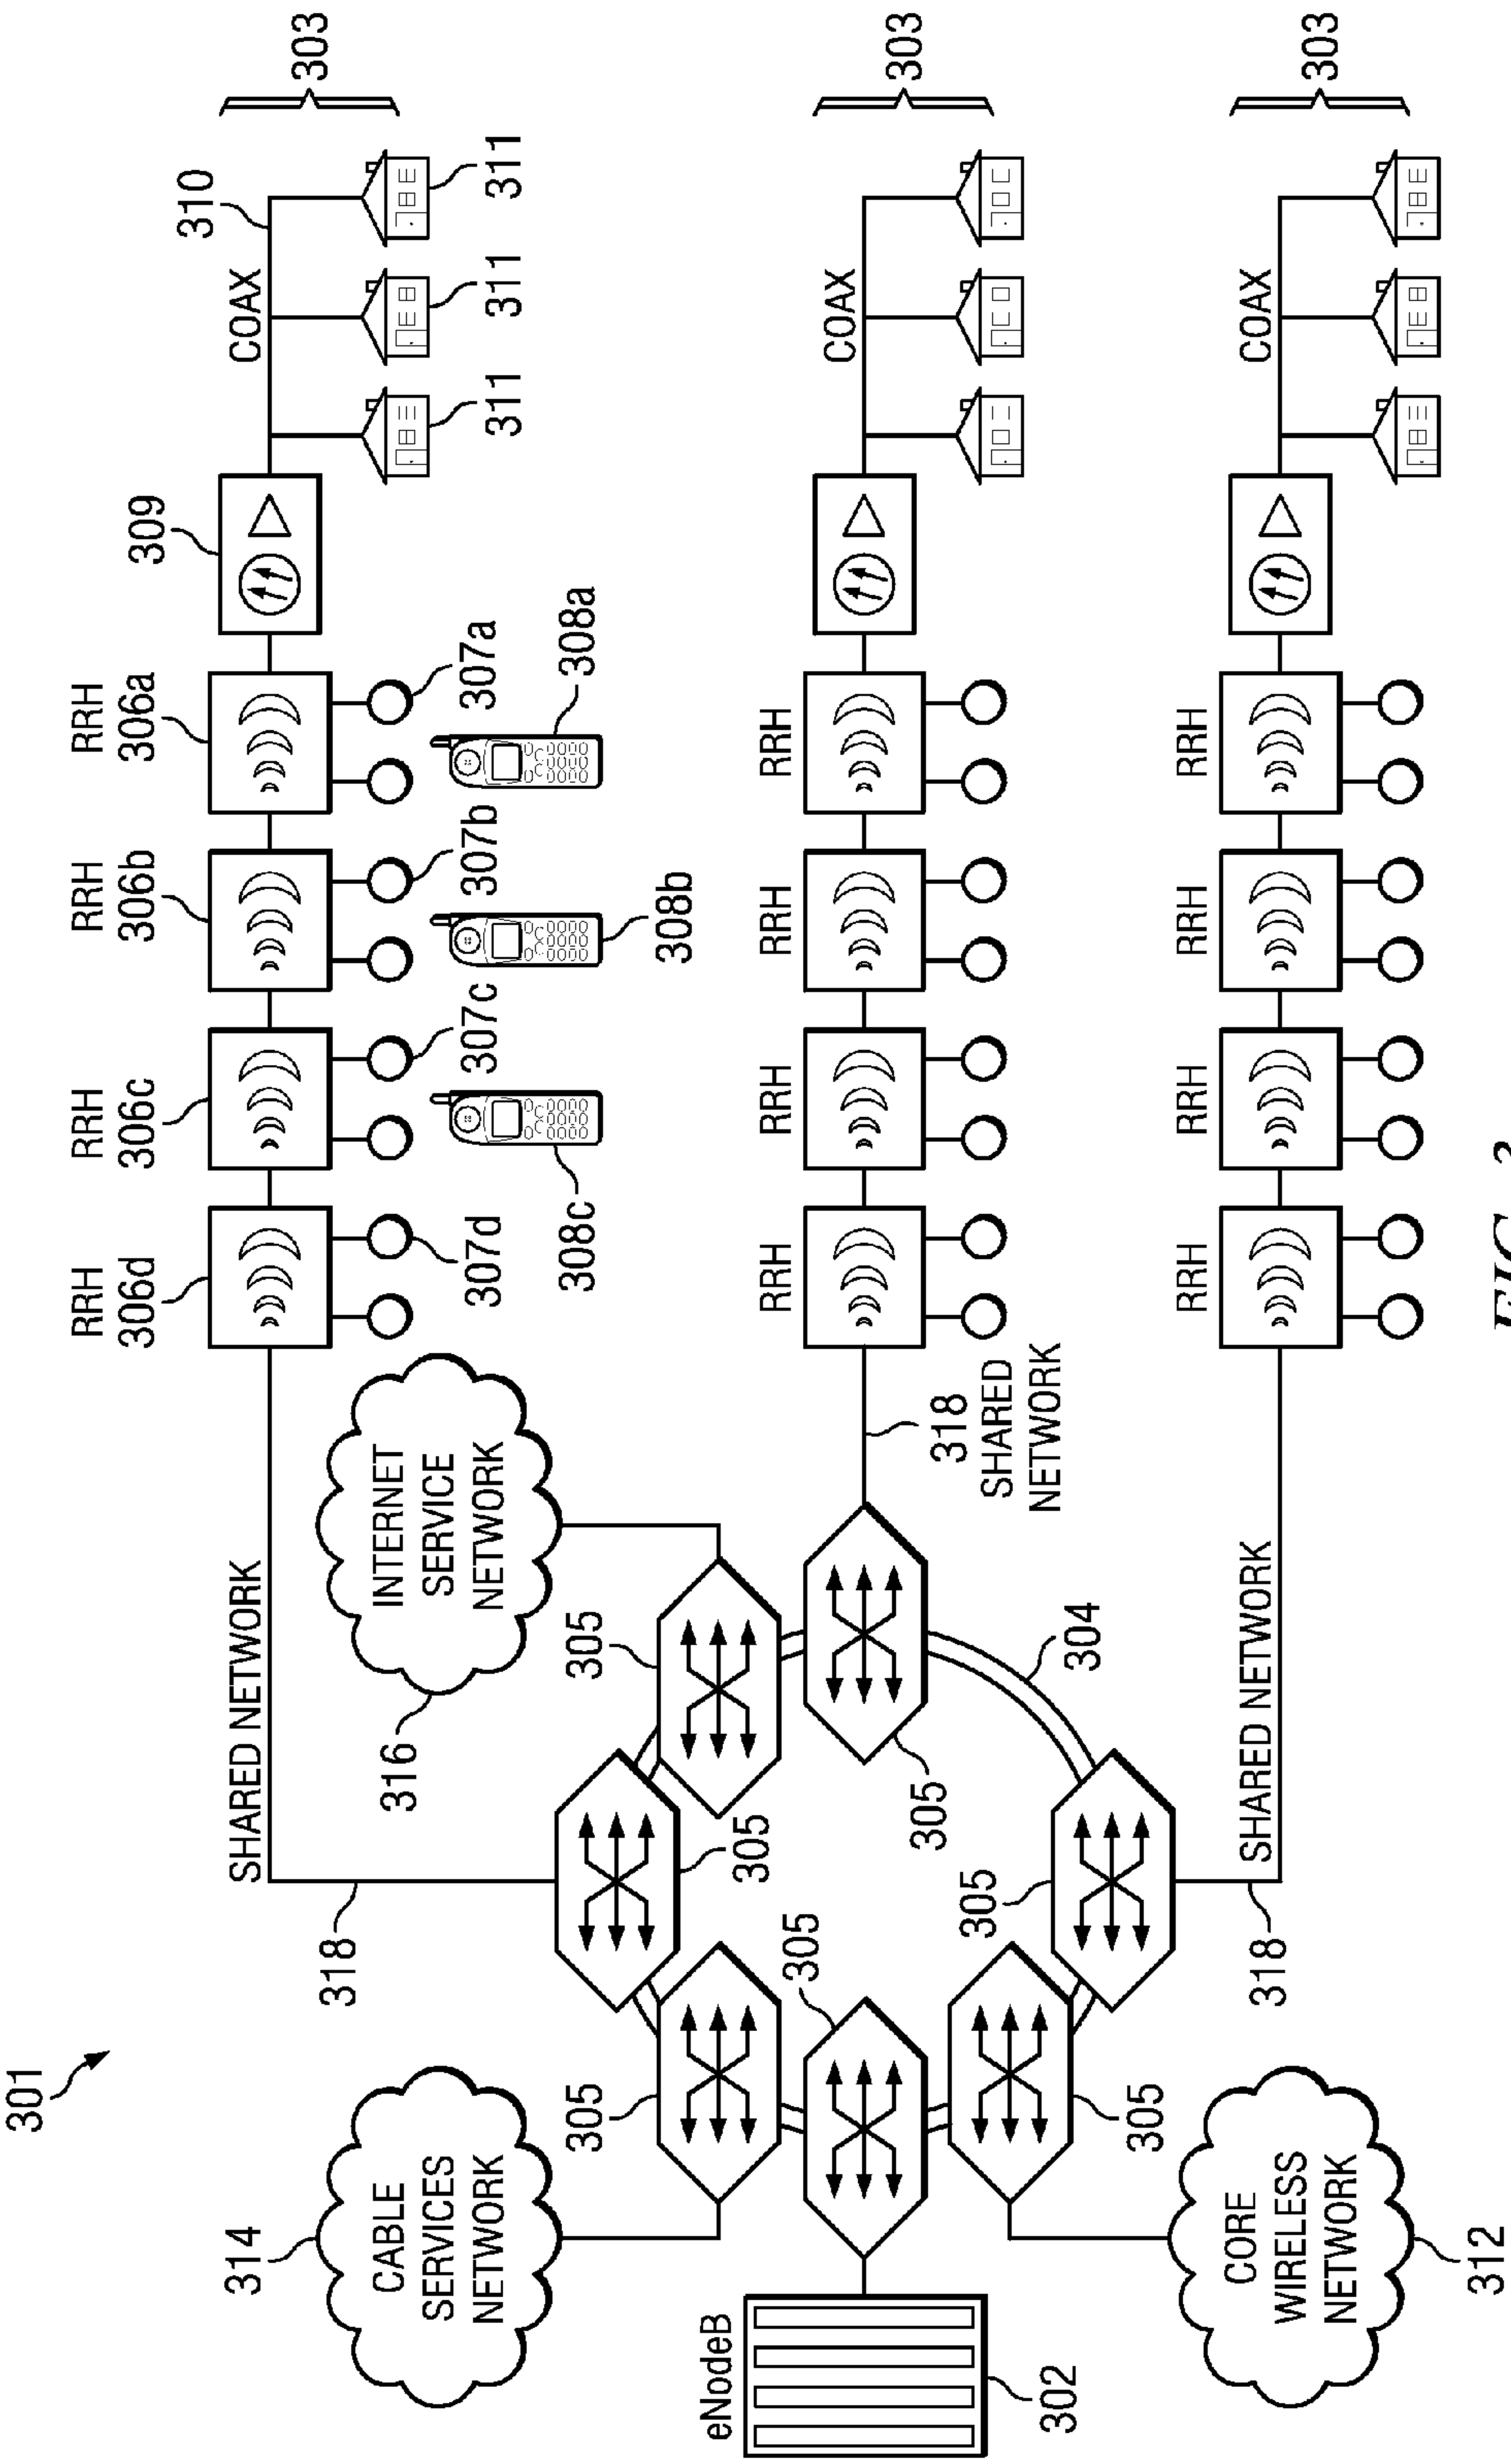 301
314
CABLE
SERVICES
NETWORK
eNodeB
302
CORE
WIRELESS
NETWORK
312
305
305
305
305
305
305
305
304
318
318
318
SHARED NETWORK
SHARED
NETWORK
SHARED NETWORK
316
INTERNET
SERVICE
NETWORK
RRH
306d
RRH
306c
RRH
306b
RRH
306a
307d
307c
307b
307a
308c
308b
308a
309
COAX
310
311
311
311
303
RRH
RRH
RRH
RRH
COAX
303
RRH
RRH
RRH
RRH
COAX
303